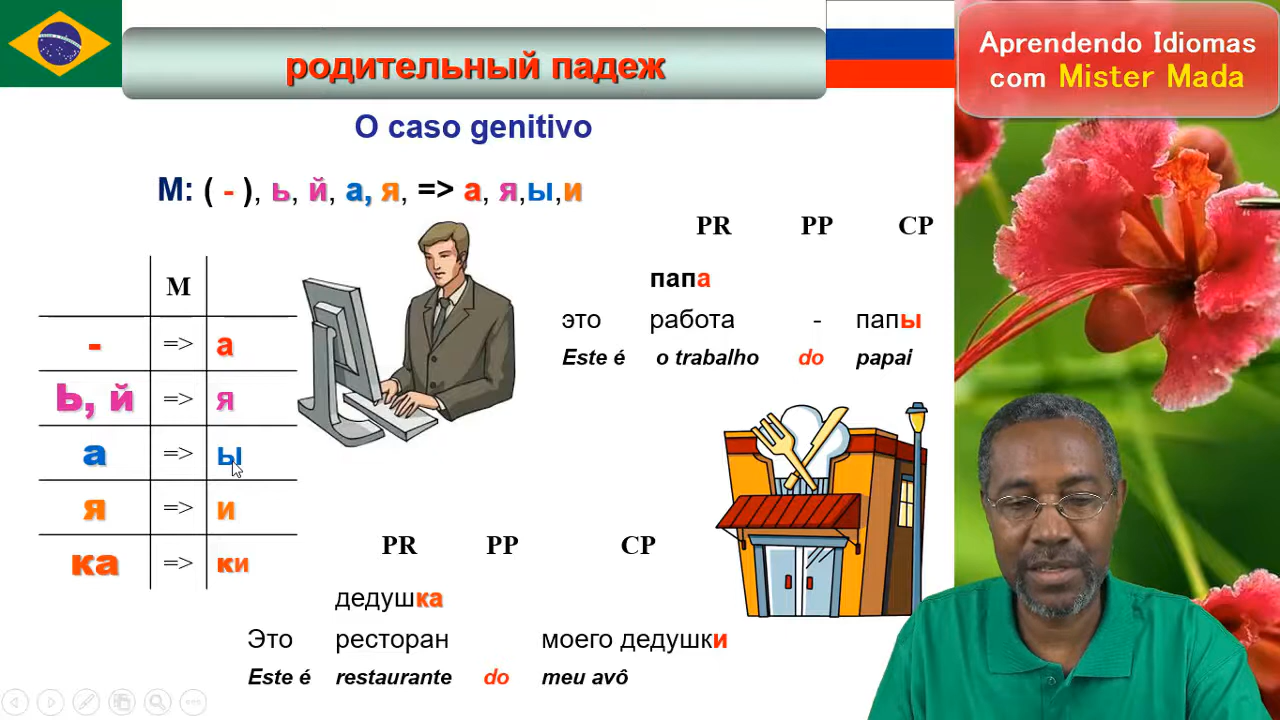 родительный падеж
Aprendendo Idiomas
com Mister Mada
O caso genitivo
М: ( - ), ь, й, а, я, => а, я,ы,и
PR PP CP
папа
это работа - папы
Este é o trabalho do papai
М
- => а
Ь, й => я
а => ы
я => и
ка => ки
PR PP CP
дедушка
Это ресторан моего дедушки
Este é restaurante do meu avô